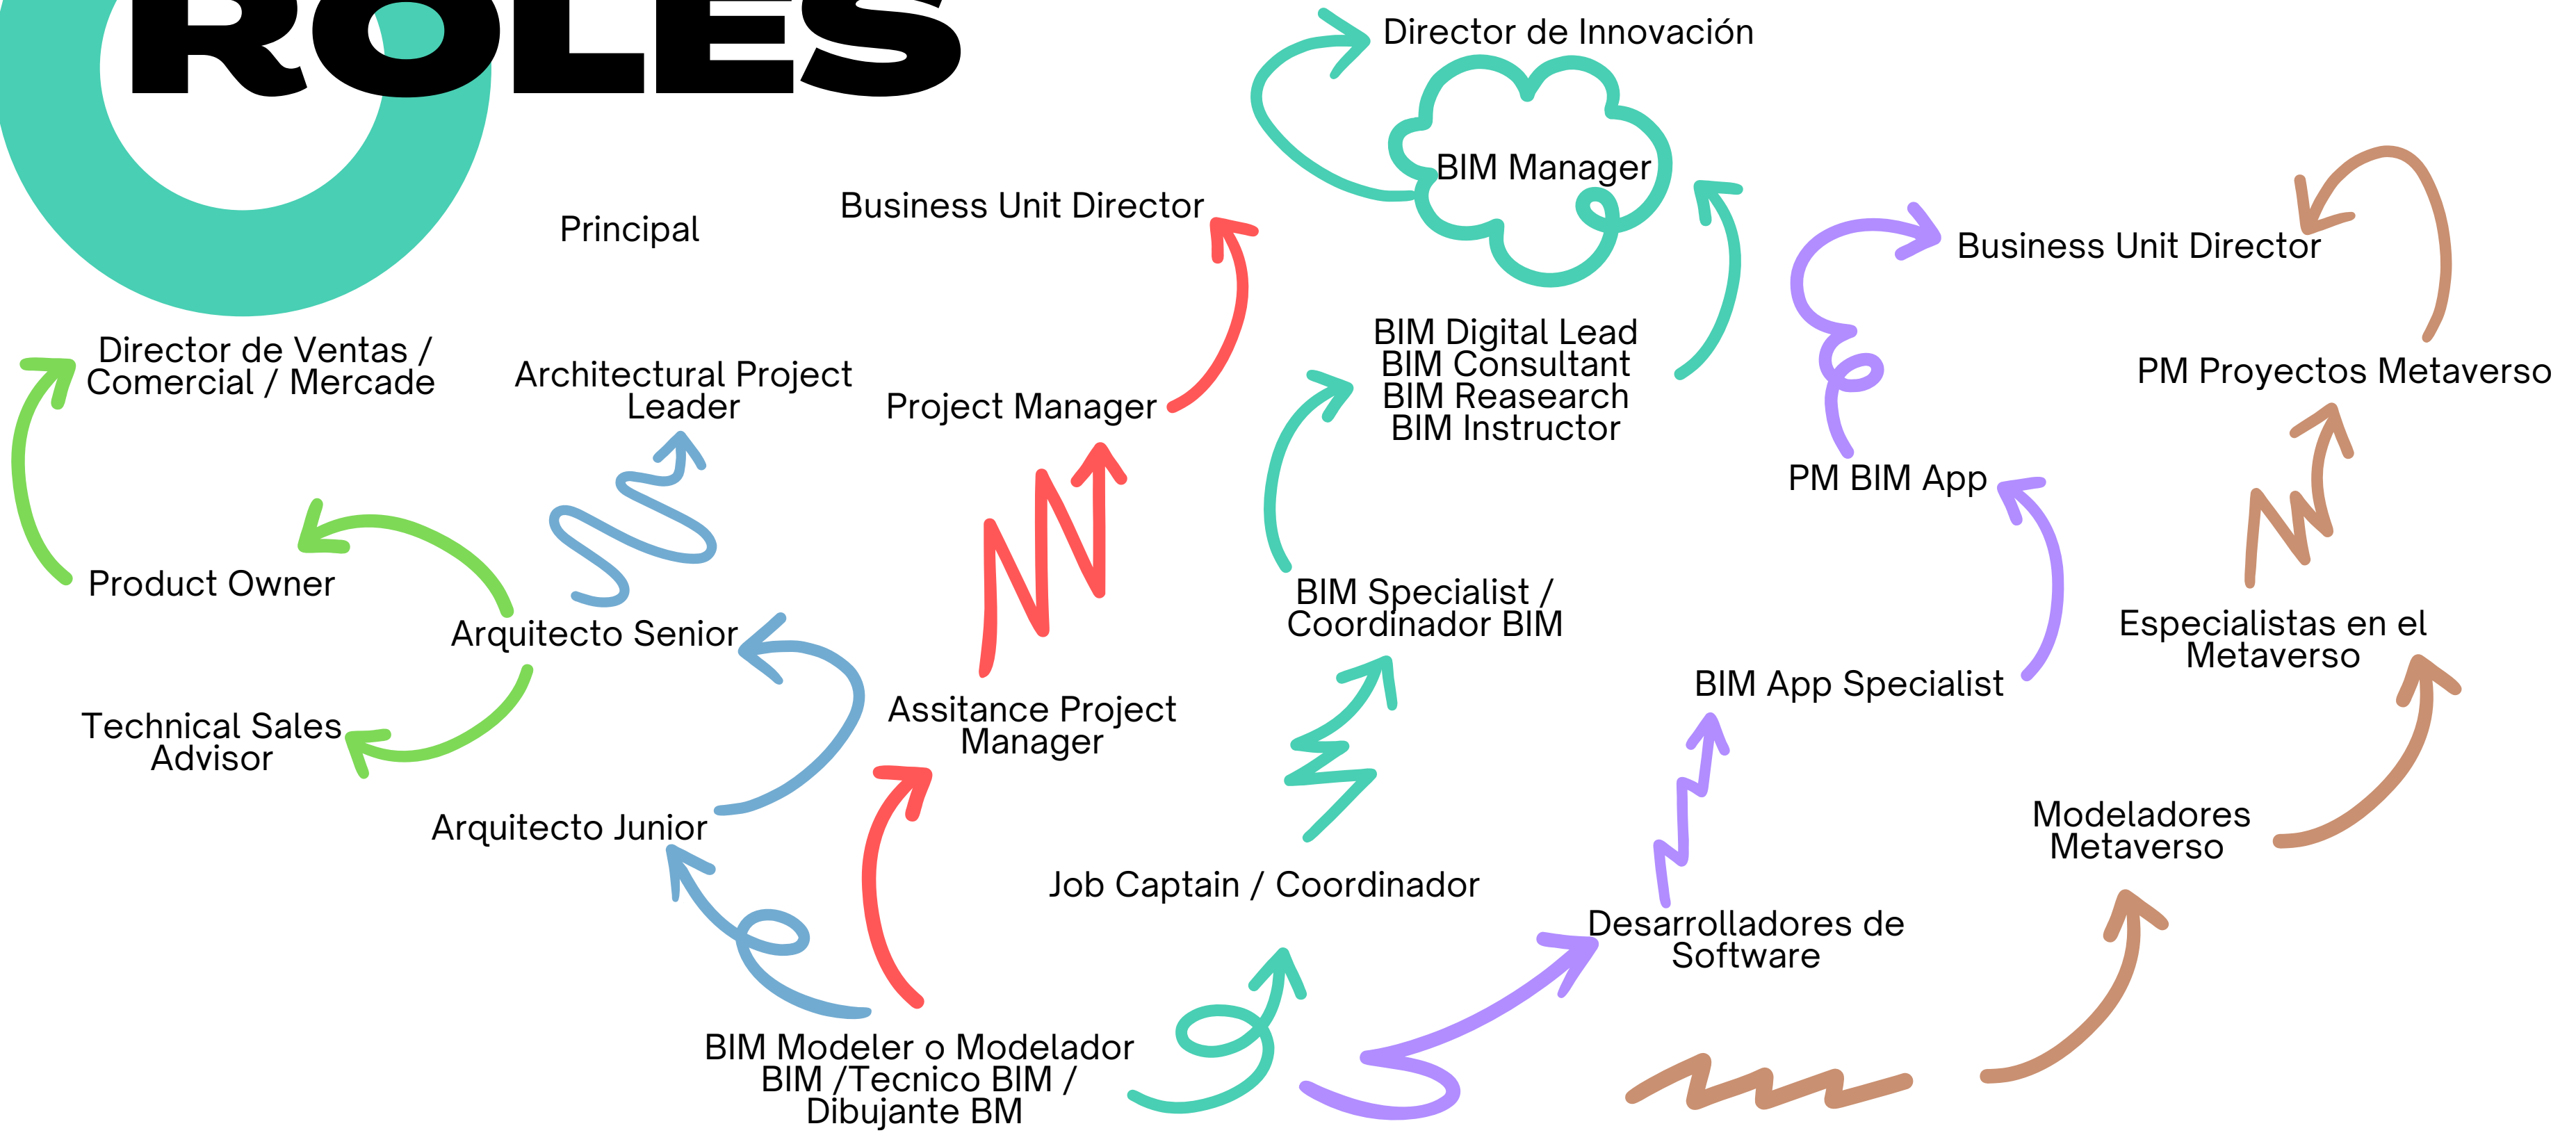 ROLES
Director de Innovación
BIM Manager
Business Unit Director
Principal
Business Unit Director
Director de Ventas /
Comercial / Mercade
Architectural Project
Leader
Project Manager
BIM Digital Lead
BIM Consultant
BIM Reasearch
BIM Instructor
PM Proyectos Metaverso
PM BIM App
Product Owner
Arquitecto Senior
BIM Specialist /
Coordinador BIM
Especialistas en el
Metaverso
Technical Sales
Advisor
Assitance Project
Manager
BIM App Specialist
Arquitecto Junior
Modeladores
Metaverso
Job Captain / Coordinador
Desarrolladores de
Software
BIM Modeler o Modelador
BIM /Tecnico BIM /
Dibujante BM